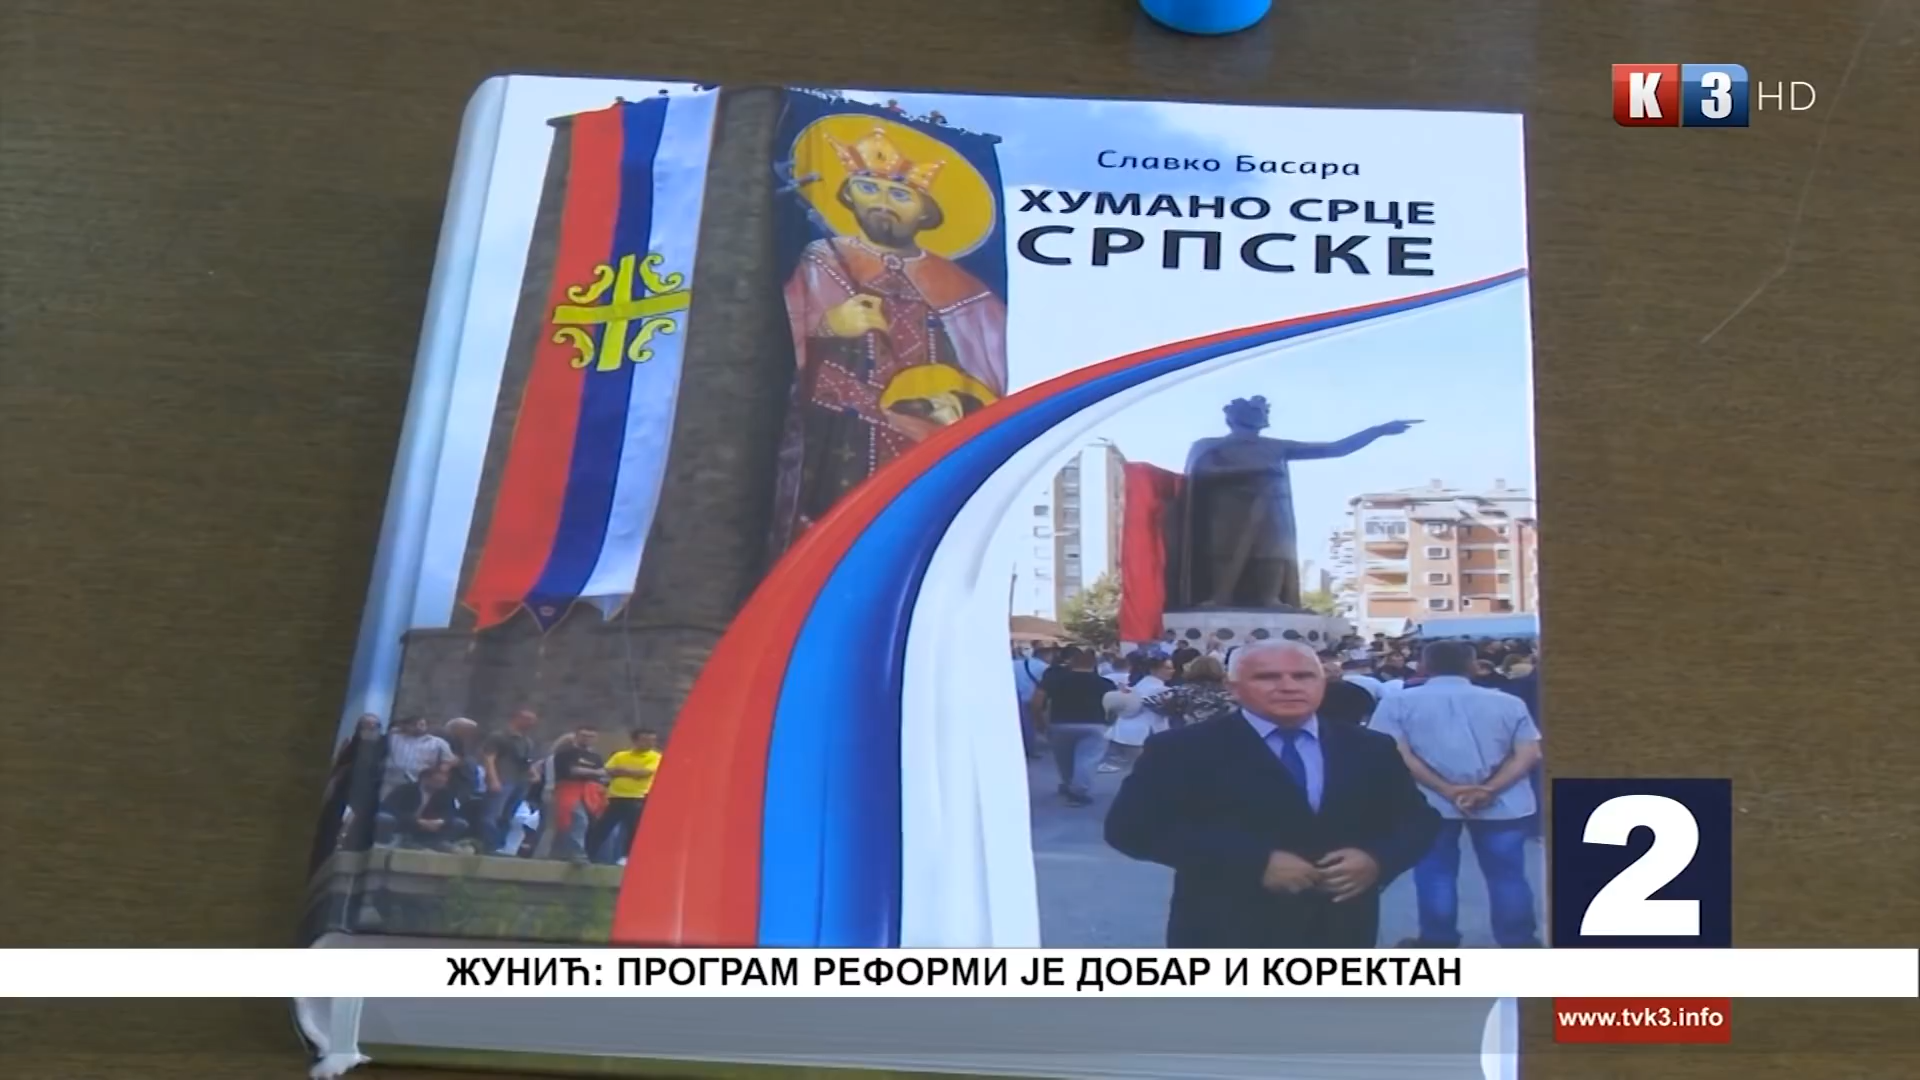 К3 HD
Славко Басара
ХУМАНО СРЦЕ
СРПСКЕ
2
ЖУНИЋ: ПРОГРАМ РЕФОРМИ ЈЕ ДОБАР И КОРЕКТАН
www.tvk3.info